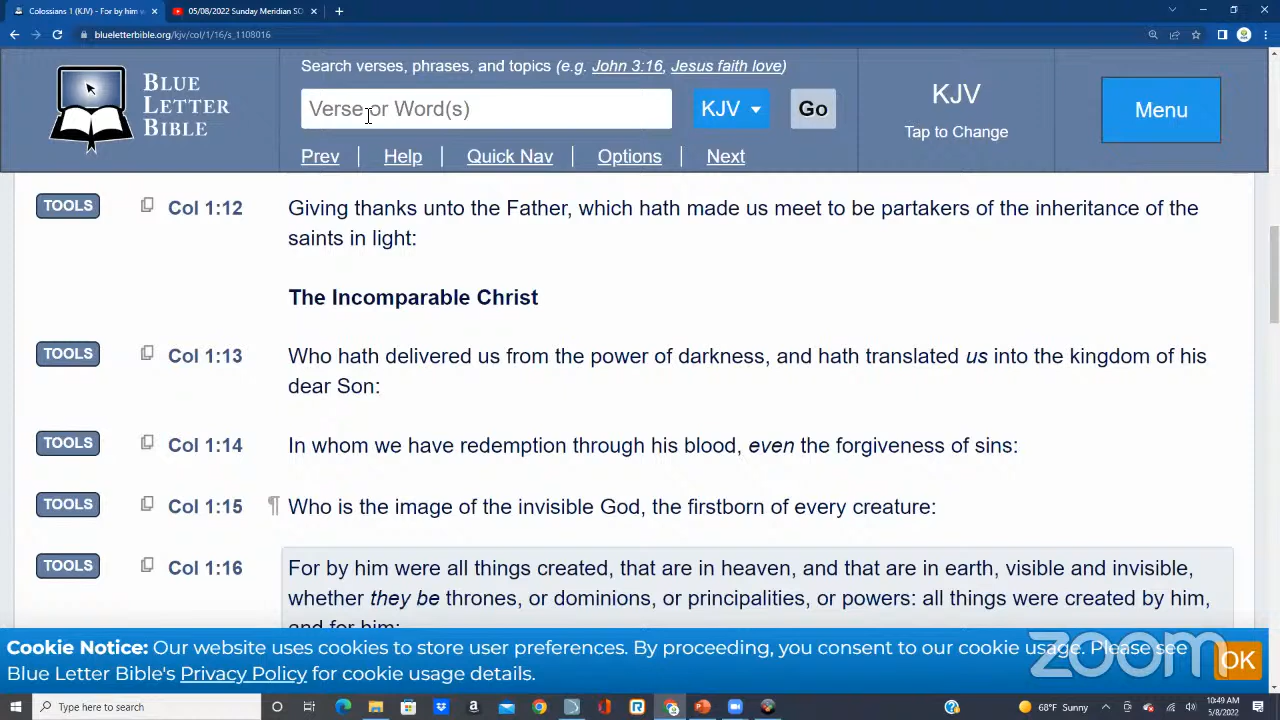 Colossians 1 (KJV) - For by him w
05/08/2022 Sunday Meridian SD
blueletterbible.org/kjv/col/1/16/s_1108016
BLUE
LETTER
BIBLE
Search verses, phrases, and topics (e.g. John 3:16, Jesus faith love)
Verse or Word(s)
KJV
Go
Prev
Help
Quick Nav
Options
Next
KJV
Tap to Change
Menu
TOOLS Col 1:12 Giving thanks unto the Father, which hath made us meet to be partakers of the inheritance of the
saints in light:
The Incomparable Christ
TOOLS Col 1:13 Who hath delivered us from the power of darkness, and hath translated us into the kingdom of his
dear Son:
TOOLS Col 1:14 In whom we have redemption through his blood, even the forgiveness of sins:
TOOLS Col 1:15 ¶ Who is the image of the invisible God, the firstborn of every creature:
TOOLS Col 1:16 For by him were all things created, that are in heaven, and that are in earth, visible and invisible,
whether they be thrones, or dominions, or principalities, or powers: all things were created by him,
and for him:
Cookie Notice: Our website uses cookies to store user preferences. By proceeding, you consent to our cookie usage. Please see
Blue Letter Bible's Privacy Policy for cookie usage details.
OK
zoom
Type here to search
68°F Sunny
10:49 AM
5/8/2022